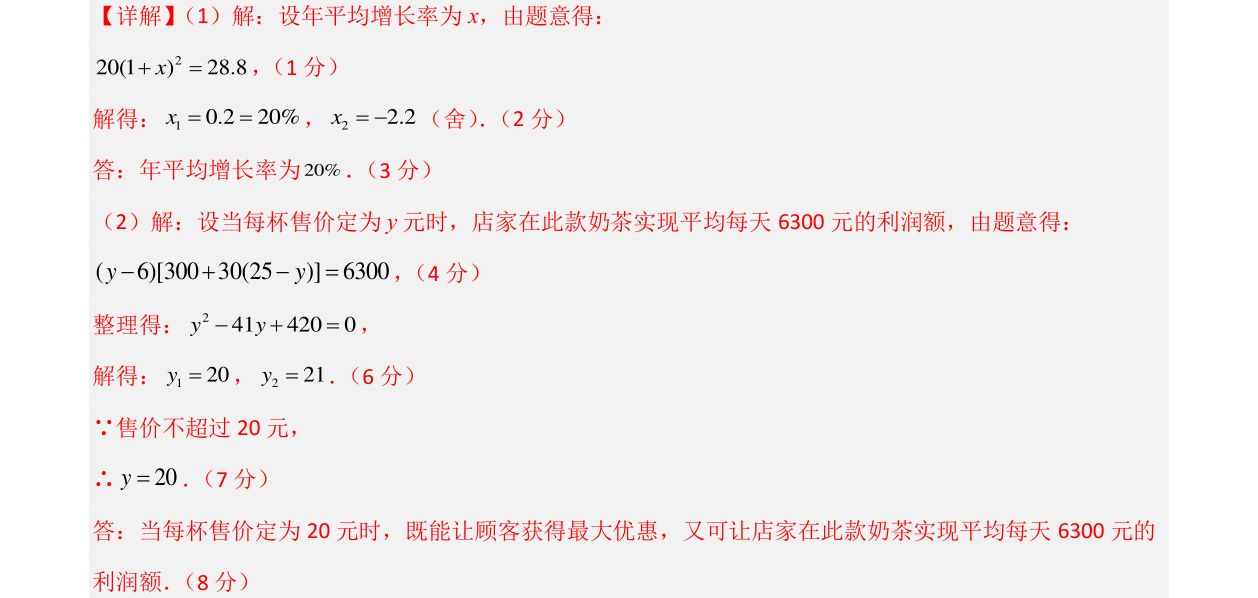 【详解】（1）解：设年平均增长率为 x，由题意得：
20(1+x)² =28.8，（1 分）
解得： x₁ =0.2=20%， x₂ =−2.2（舍）.（2 分）
答：年平均增长率为 20% .（3 分）
（2）解：设当每杯售价定为 y 元时，店家在此款奶茶实现平均每天 6300 元的利润额，由题意得：
(y−6)[300+30(25−y)]=6300，（4 分）
整理得： y² −41y+420=0，
解得： y₁ =20， y₂ =21.（6 分）
∵售价不超过 20 元，
∴ y=20 .（7 分）
答：当每杯售价定为 20 元时，既能让顾客获得最大优惠，又可让店家在此款奶茶实现平均每天 6300 元的
利润额.（8 分）